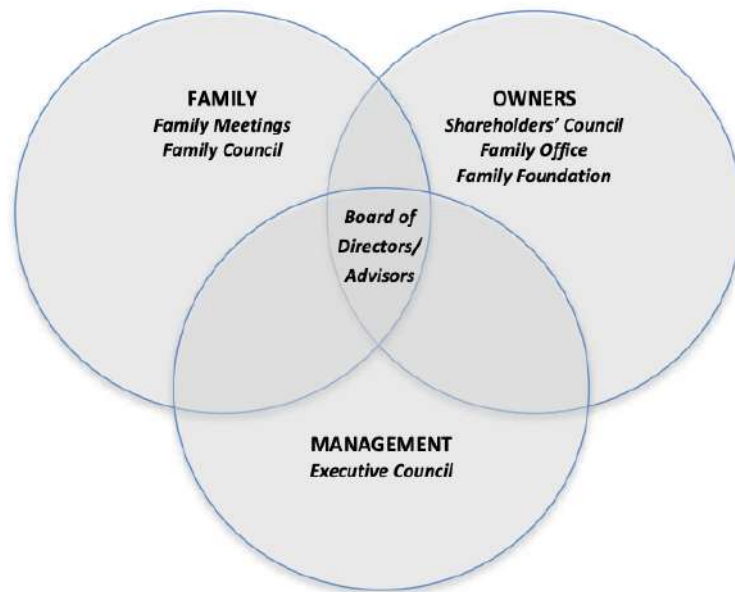 FAMILY
Family Meetings
Family Council
OWNERS
Shareholders' Council
Family Office
Family Foundation
Board of
Directors/
Advisors
MANAGEMENT
Executive Council